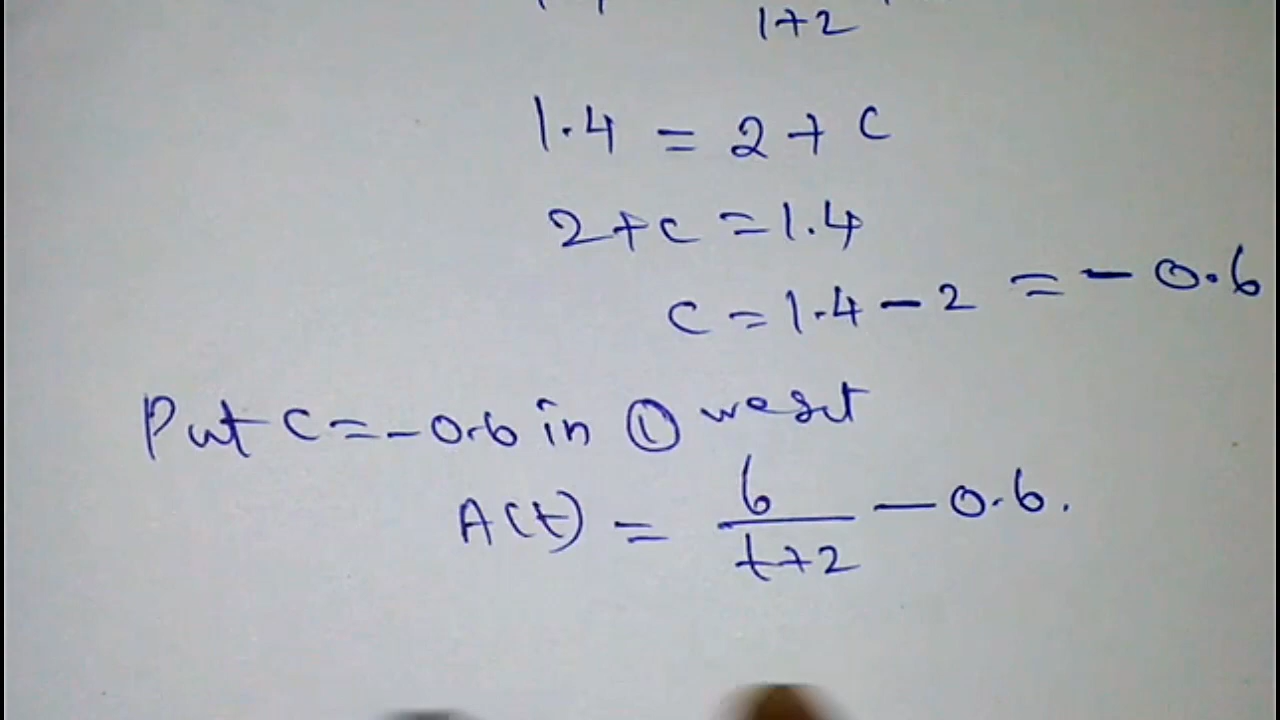 1+2
1.4 = 2 + c
2+c = 1.4
c = 1.4 - 2 = - 0.6
Put c = -0.6 in ① we get
A(t) = 6/(t+2) - 0.6.